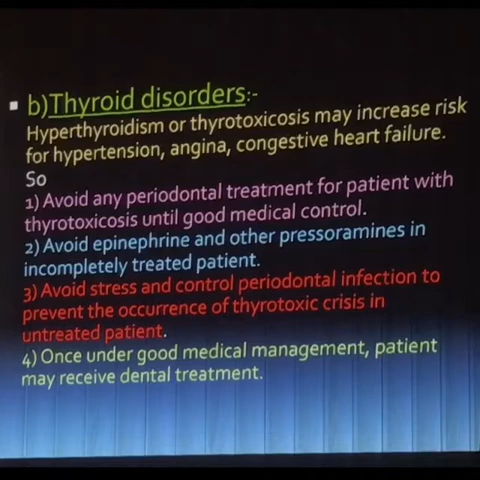 ▪ b)Thyroid disorders:-
Hyperthyroidism or thyrotoxicosis may increase risk
for hypertension, angina, congestive heart failure.
So
1) Avoid any periodontal treatment for patient with
thyrotoxicosis until good medical control.
2) Avoid epinephrine and other pressoramines in
incompletely treated patient.
3) Avoid stress and control periodontal infection to
prevent the occurrence of thyrotoxic crisis in
untreated patient.
4) Once under good medical management, patient
may receive dental treatment.